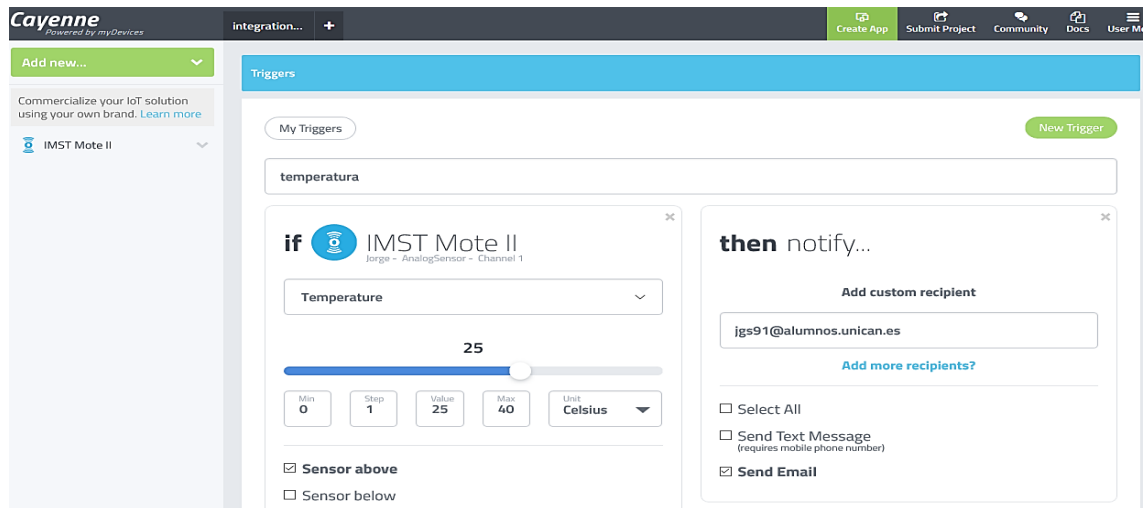 Cayenne
Powered by myDevices
integration... +
Create App
Submit Project
Community
Docs
User Me
Add new...
Commercialize your IoT solution
using your own brand. Learn more
IMST Mote II
Triggers
My Triggers
New Trigger
temperatura
if IMST Mote II
Jorge - AnalogSensor - Channel 1
Temperature
25
Min
0
Step
1
Value
25
Max
40
Unit
Celsius
Sensor above
Sensor below
then notify...
Add custom recipient
jgs91@alumnos.unican.es
Add more recipients?
Select All
Send Text Message
(requires mobile phone number)
Send Email